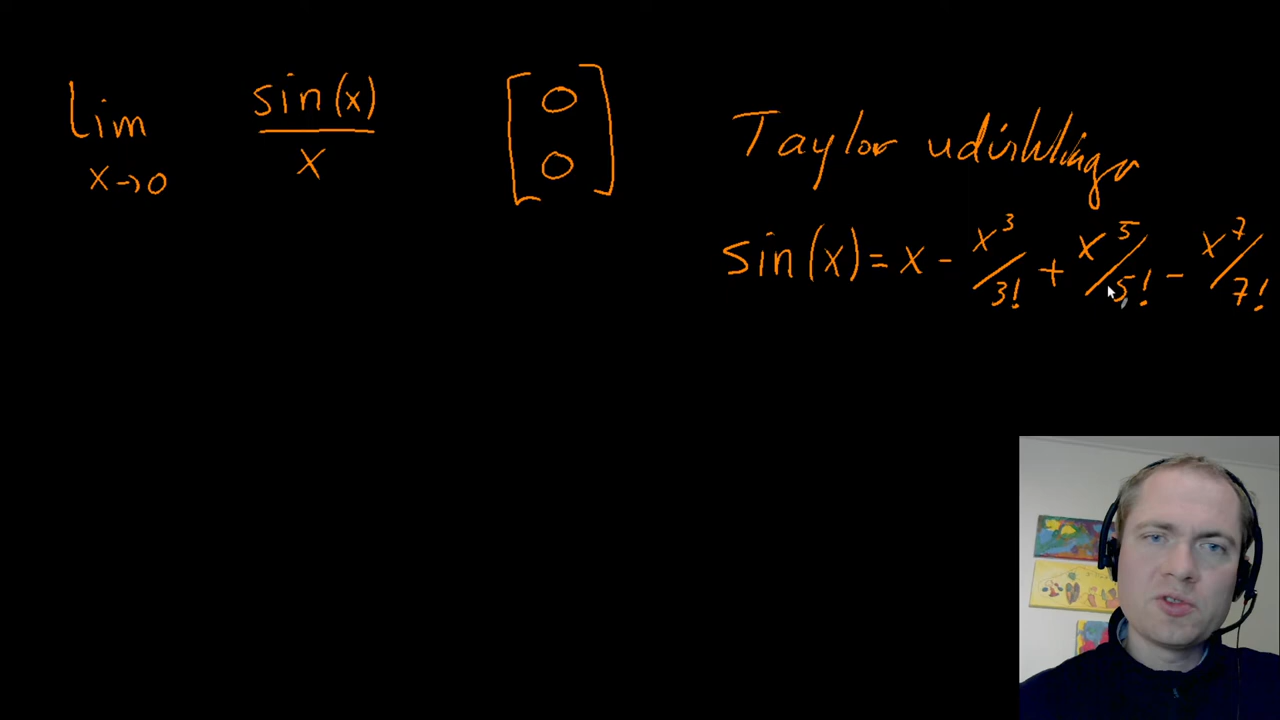 lim x→0 sin(x)/x [0 0]
Taylor udvikling
sin(x) = x - x³/3! + x⁵/5! - x⁷/7!